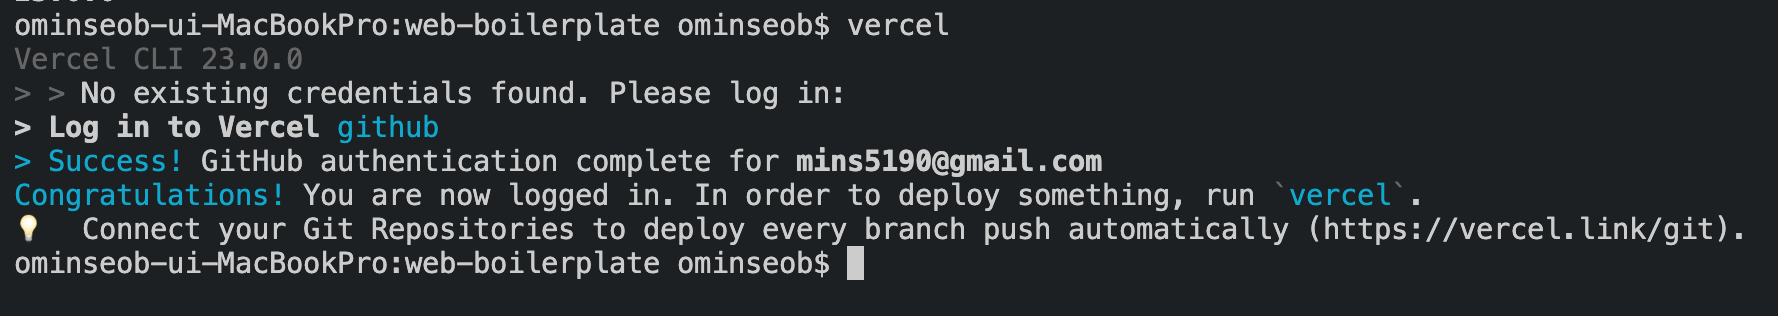 ominseob-ui-MacBookPro:web-boilerplate ominseob$ vercel
Vercel CLI 23.0.0
> > No existing credentials found. Please log in:
> Log in to Vercel github
> Success! GitHub authentication complete for mins5190@gmail.com
Congratulations! You are now logged in. In order to deploy something, run `vercel`.
💡 Connect your Git Repositories to deploy every branch push automatically (https://vercel.link/git).
ominseob-ui-MacBookPro:web-boilerplate ominseob$